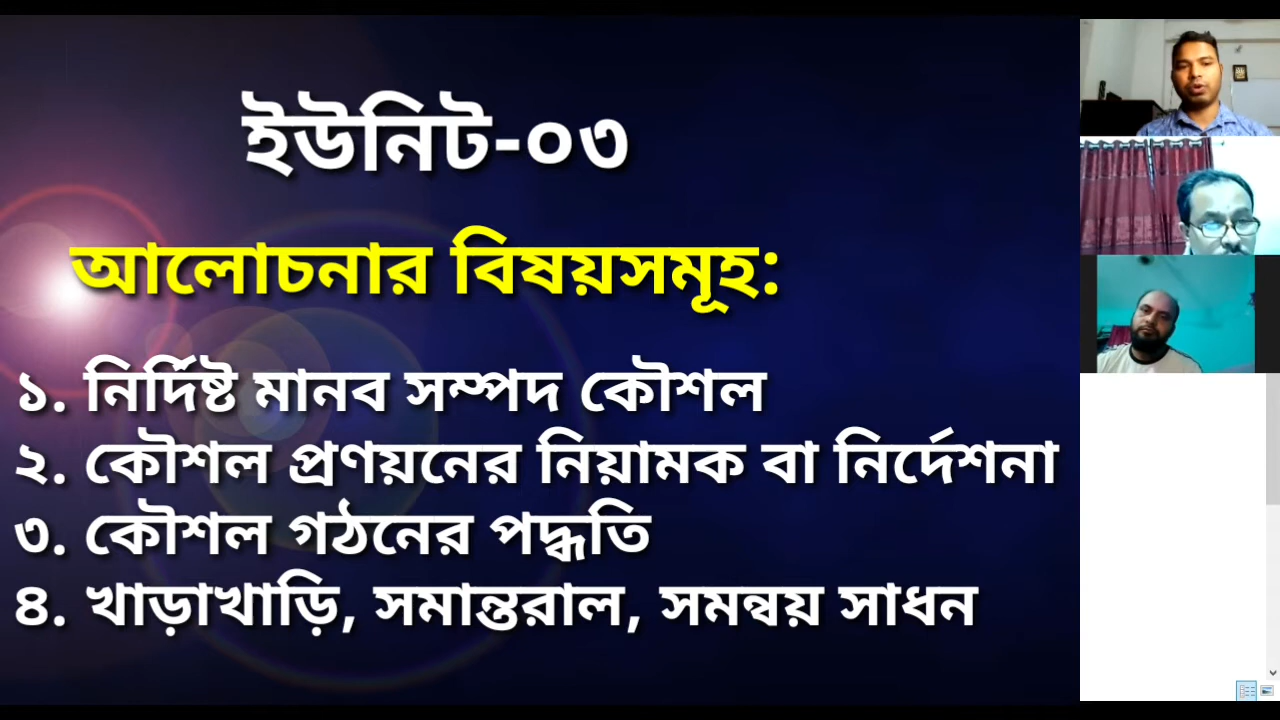 ইউনিট-০৩
আলোচনার বিষয়সমূহ:
১. নির্দিষ্ট মানব সম্পদ কৌশল
২. কৌশল প্রণয়নের নিয়ামক বা নির্দেশনা
৩. কৌশল গঠনের পদ্ধতি
৪. খাড়াখাড়ি, সমান্তরাল, সমন্বয় সাধন